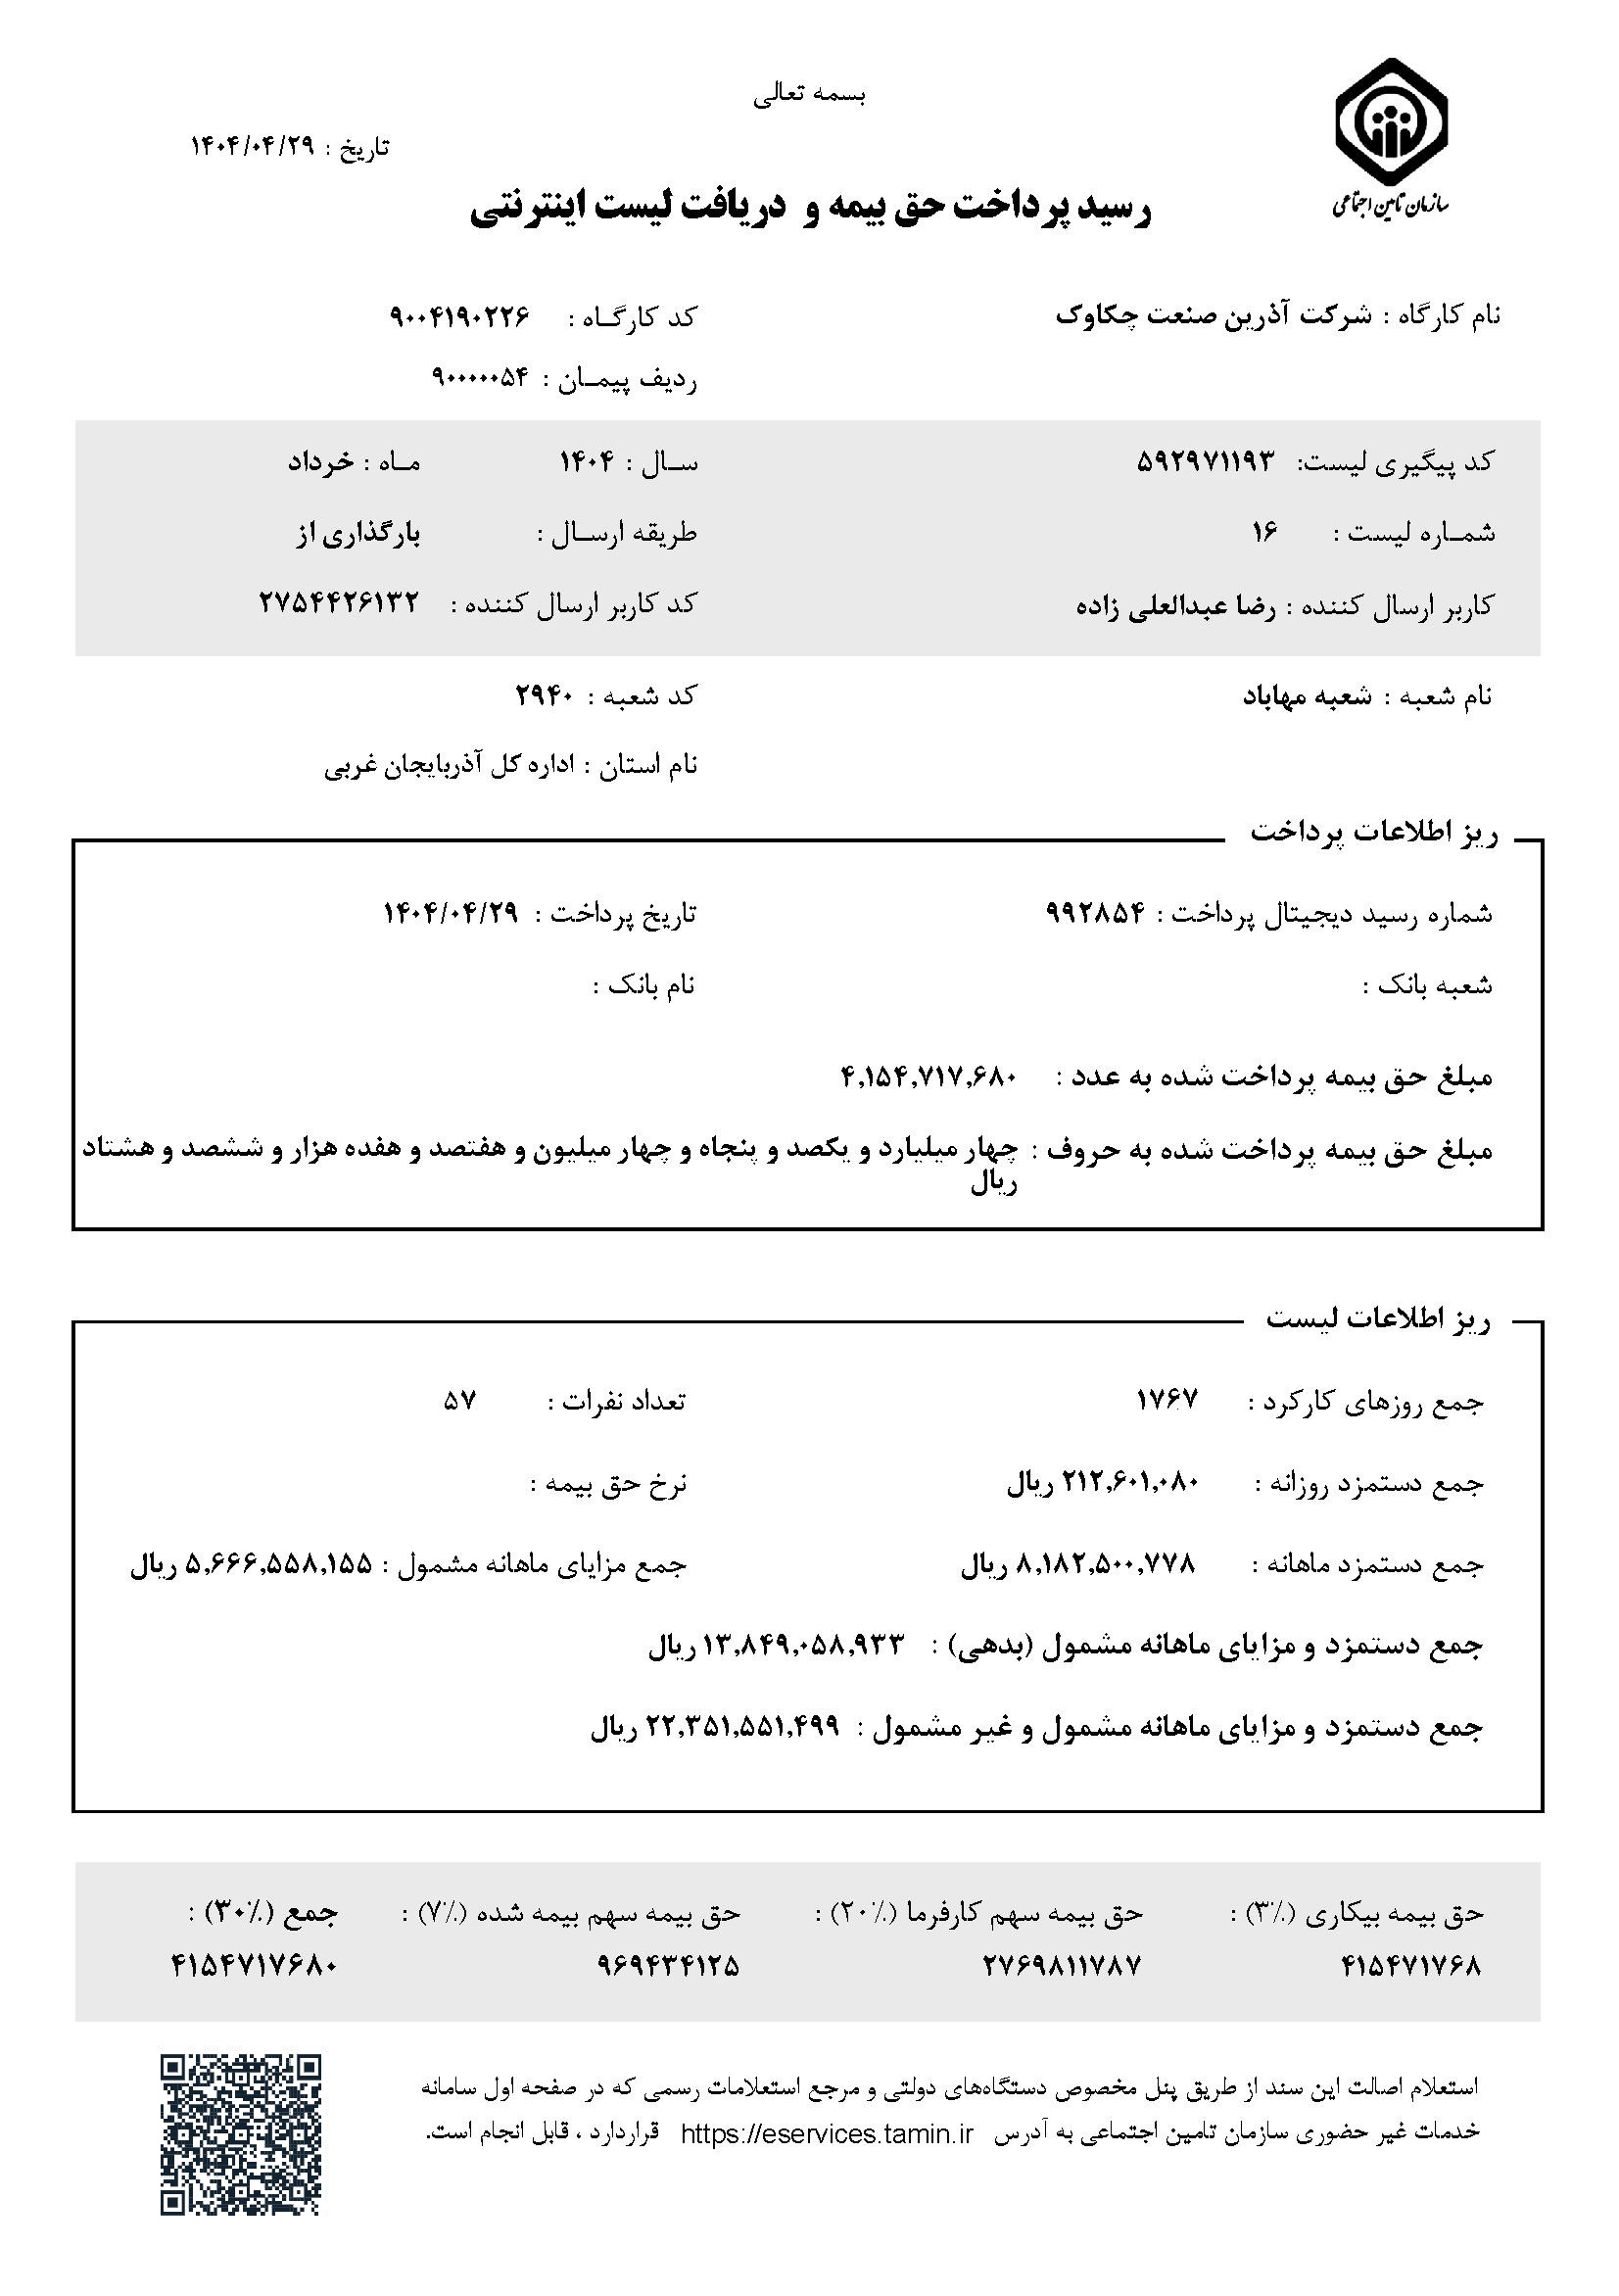 بسمه تعالی
تاریخ : ۱۴۰۴/۰۴/۲۹
سازمان تامین اجتماعی
رسید پرداخت حق بیمه و دریافت لیست اینترنتی
نام کارگاه : شرکت آذرین صنعت چکاوک کد کارگـاه : ۹۰۰۴۱۹۰۲۲۶
ردیف پیمـان : ۹۰۰۰۰۰۵۴
کد پیگیری لیست: ۵۹۲۹۷۱۱۹۳ سـال : ۱۴۰۴ مـاه : خرداد
شمـاره لیست : ۱۶ طریقه ارسـال : بارگذاری از
کاربر ارسال کننده : رضا عبدالعلی زاده کد کاربر ارسال کننده : ۲۷۵۴۴۲۶۱۳۲
نام شعبه : شعبه مهاباد کد شعبه : ۲۹۴۰
نام استان : اداره کل آذربایجان غربی
ریز اطلاعات پرداخت
شماره رسید دیجیتال پرداخت : ۹۹۲۸۵۴ تاریخ پرداخت : ۱۴۰۴/۰۴/۲۹
شعبه بانک : نام بانک :
مبلغ حق بیمه پرداخت شده به عدد : ۴,۱۵۴,۷۱۷,۶۸۰
مبلغ حق بیمه پرداخت شده به حروف : چهار میلیارد و یکصد و پنجاه و چهار میلیون و هفتصد و هفده هزار و ششصد و هشتاد
ریال
ریز اطلاعات لیست
جمع روزهای کارکرد : ۱۷۶۷ تعداد نفرات : ۵۷
جمع دستمزد روزانه : ۲۱۲,۶۰۱,۰۸۰ ریال نرخ حق بیمه :
جمع دستمزد ماهانه : ۸,۱۸۲,۵۰۰,۷۷۸ ریال جمع مزایای ماهانه مشمول : ۵,۶۶۶,۵۵۸,۱۵۵ ریال
جمع دستمزد و مزایای ماهانه مشمول (بدهی) : ۱۳,۸۴۹,۰۵۸,۹۳۳ ریال
جمع دستمزد و مزایای ماهانه مشمول و غیر مشمول : ۲۲,۳۵۱,۵۵۱,۴۹۹ ریال
حق بیمه بیکاری (۳٪) : حق بیمه سهم کارفرما (۲۰٪) : حق بیمه سهم بیمه شده (۷٪) : جمع (۳۰٪) :
۴۱۵۴۷۱۷۶۸ ۲۷۶۹۸۱۱۷۸۷ ۹۶۹۴۳۴۱۲۵ ۴۱۵۴۷۱۷۶۸۰
استعلام اصالت این سند از طریق پنل مخصوص دستگاه‌های دولتی و مرجع استعلامات رسمی که در صفحه اول سامانه
خدمات غیر حضوری سازمان تامین اجتماعی به آدرس https://eservices.tamin.ir قراردارد ، قابل انجام است.